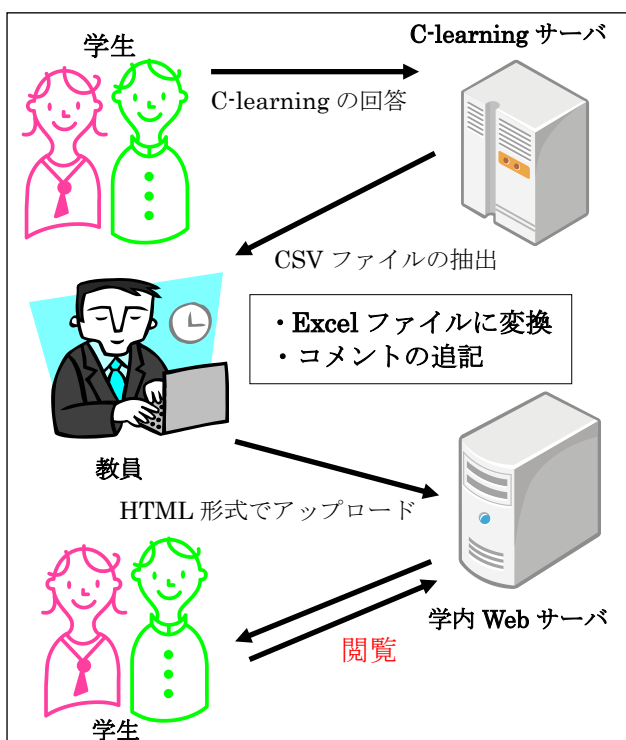 学生
C-learning サーバ
C-learning の回答
CSV ファイルの抽出
・Excel ファイルに変換
・コメントの追記
教員
HTML 形式でアップロード
学内 Web サーバ
閲覧
学生